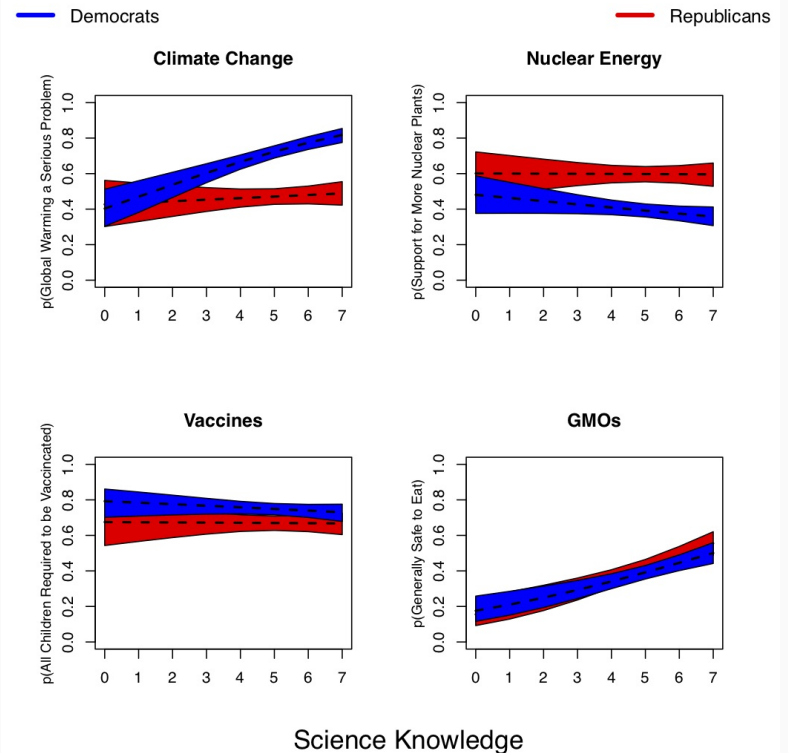 Democrats
Republicans
Climate Change
p(Global Warming a Serious Problem)
0.0 0.2 0.4 0.6 0.8 1.0
0 1 2 3 4 5 6 7
Nuclear Energy
p(Support for More Nuclear Plants)
0.0 0.2 0.4 0.6 0.8 1.0
0 1 2 3 4 5 6 7
Vaccines
p(All Children Required to be Vaccincated)
0.0 0.2 0.4 0.6 0.8 1.0
0 1 2 3 4 5 6 7
GMOs
p(Generally Safe to Eat)
0.0 0.2 0.4 0.6 0.8 1.0
0 1 2 3 4 5 6 7
Science Knowledge